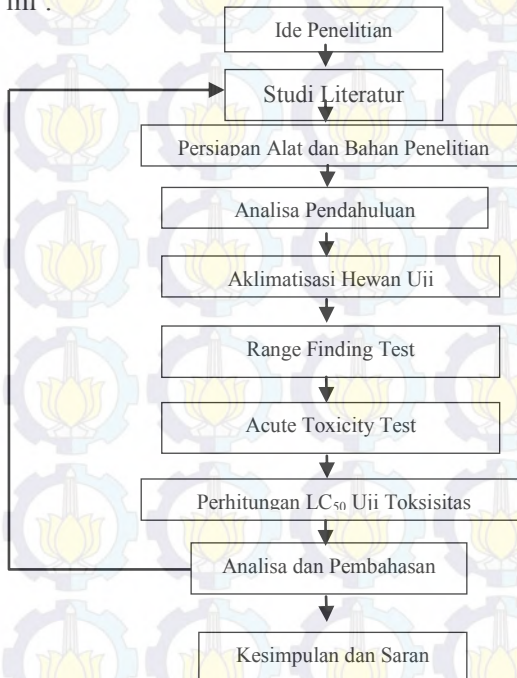 ini :
Ide Penelitian
Studi Literatur
Persiapan Alat dan Bahan Penelitian
Analisa Pendahuluan
Aklimatisasi Hewan Uji
Range Finding Test
Acute Toxicity Test
Perhitungan LC₅₀ Uji Toksisitas
Analisa dan Pembahasan
Kesimpulan dan Saran